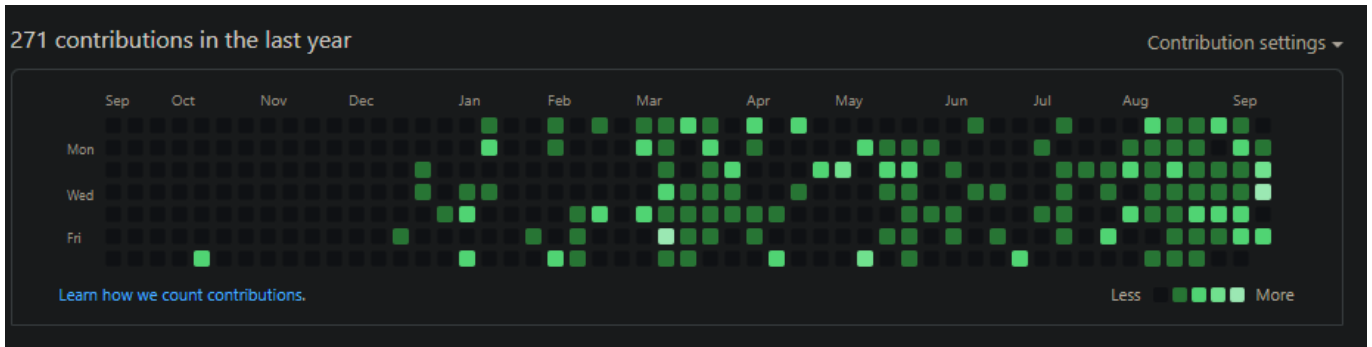 271 contributions in the last year
Contribution settings
Sep Oct Nov Dec Jan Feb Mar Apr May Jun Jul Aug Sep
Mon
Wed
Fri
Learn how we count contributions.
Less More